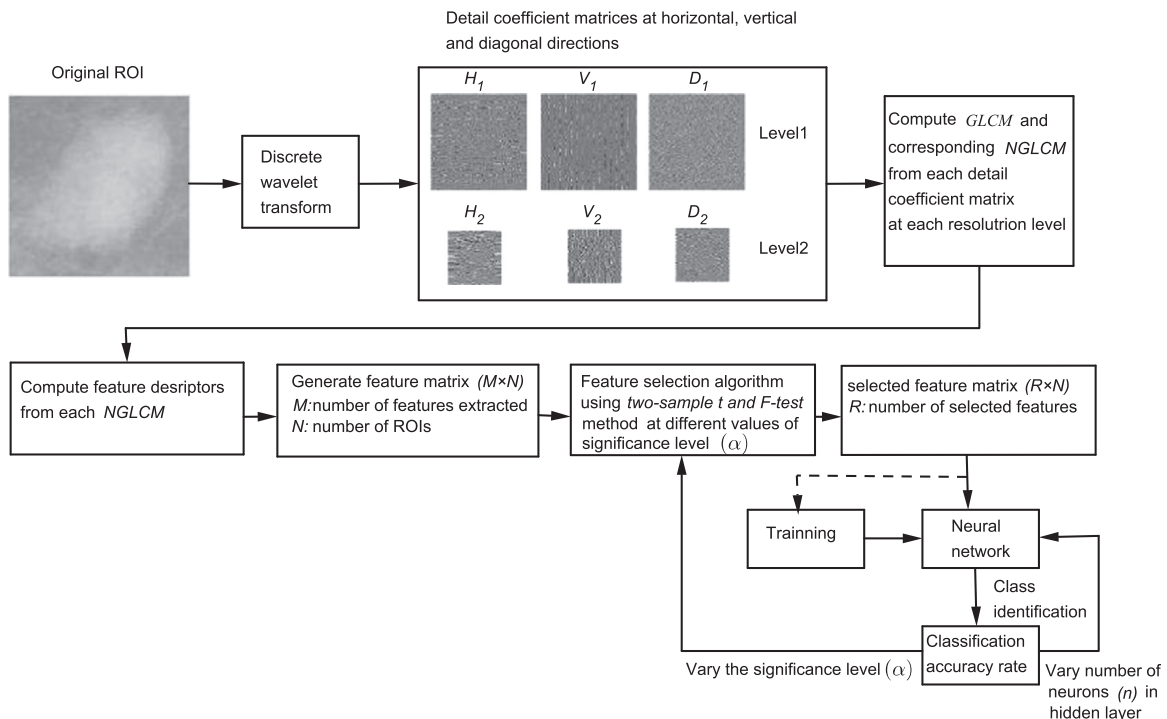 Detail coefficient matrices at horizontal, vertical
and diagonal directions
Original ROI
H1
V1
D1
Level1
H2
V2
D2
Level2
Discrete
wavelet
transform
Compute GLCM and
corresponding NGLCM
from each detail
coefficient matrix
at each resolutrion level
Compute feature desriptors
from each NGLCM
Generate feature matrix (M×N)
M:number of features extracted
N: number of ROIs
Feature selection algorithm
using two-sample t and F-test
method at different values of
significance level (α)
selected feature matrix (R×N)
R: number of selected features
Trainning
Neural
network
Class
identification
Classification
accuracy rate
Vary the significance level (α)
Vary number of
neurons (n) in
hidden layer